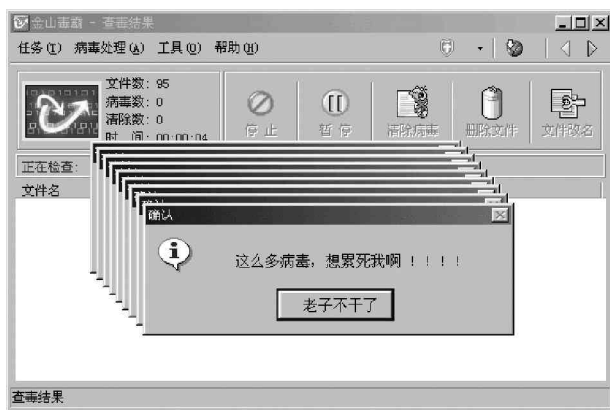 金山毒霸 - 查毒结果
任务(T) 病毒处理(A) 工具(O) 帮助(H)
文件数: 95
病毒数: 0
清除数: 0
时 间: 00:00:04
停止
暂停
清除病毒
删除文件
文件改名
正在检查:
文件名
确认
这么多病毒，想累死我啊！！！！
老子不干了
查毒结果